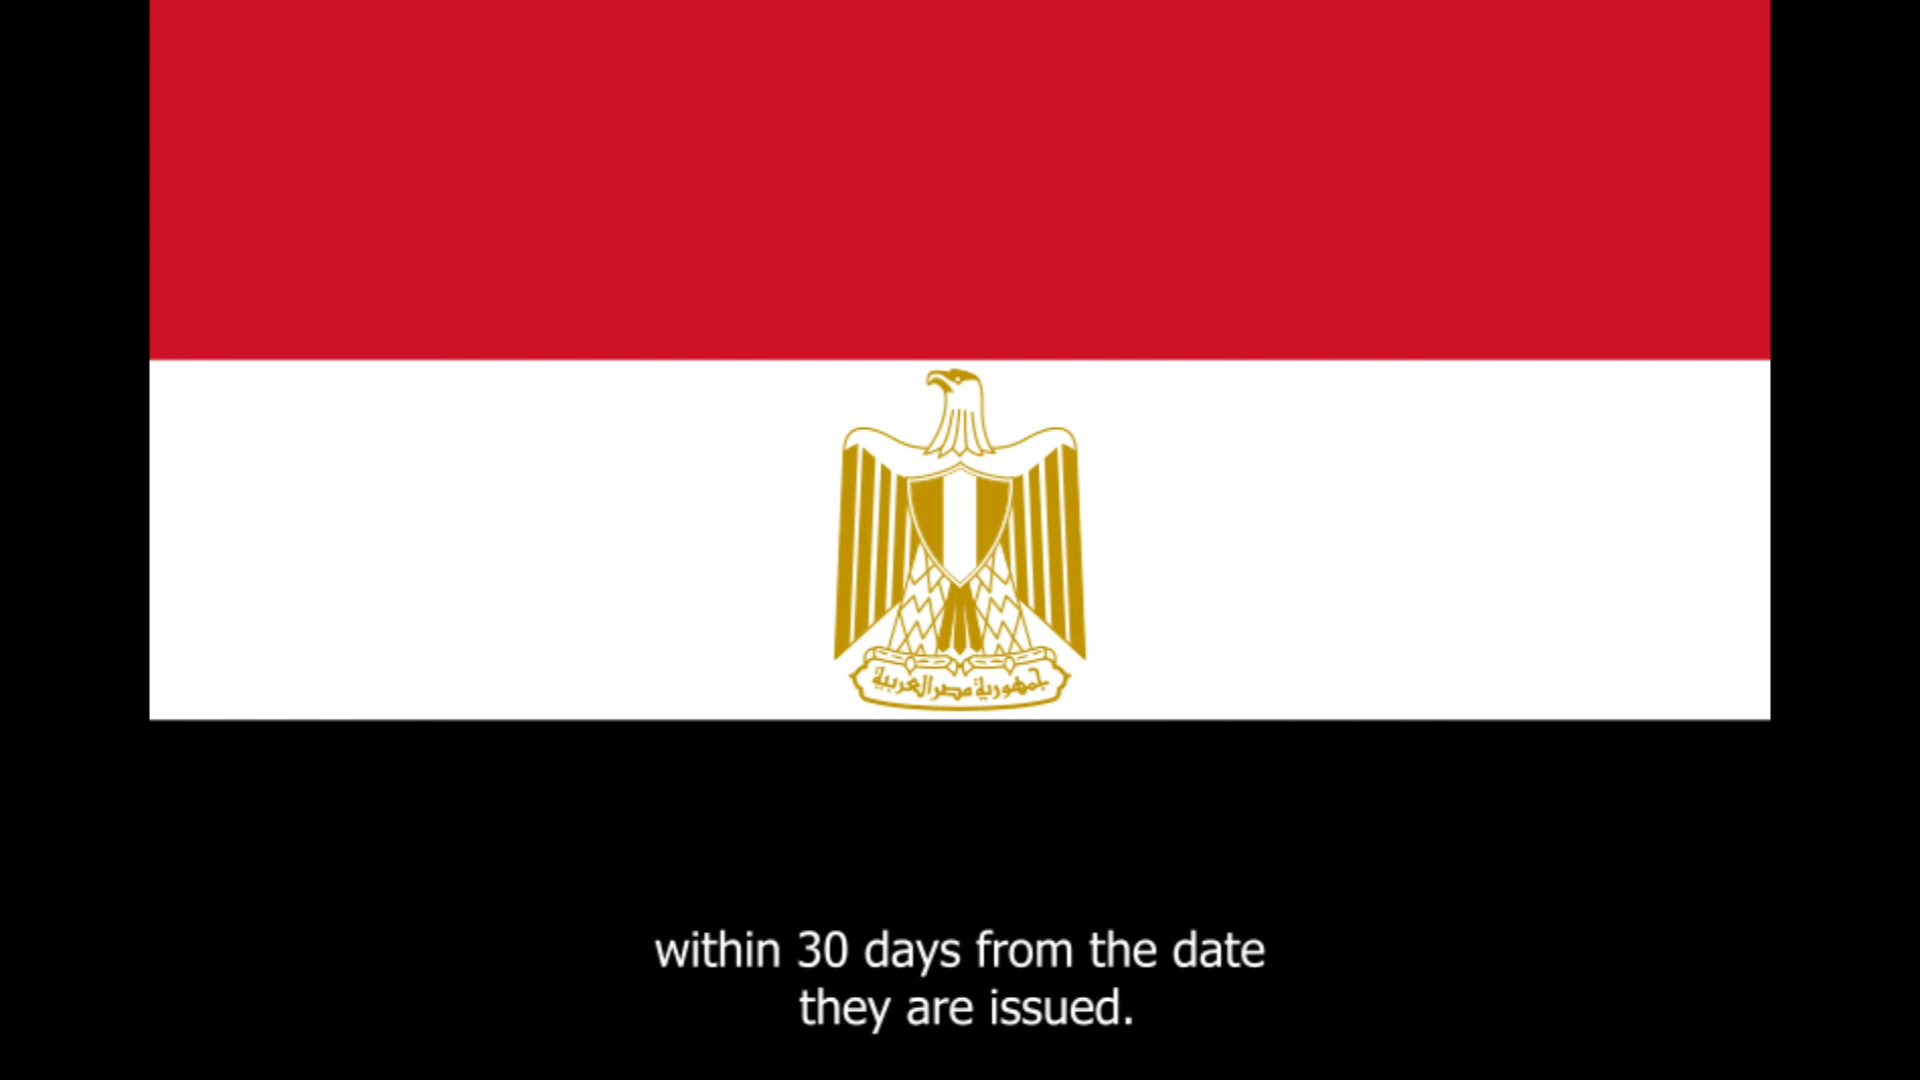 جمهورية مصر العربية
within 30 days from the date
they are issued.